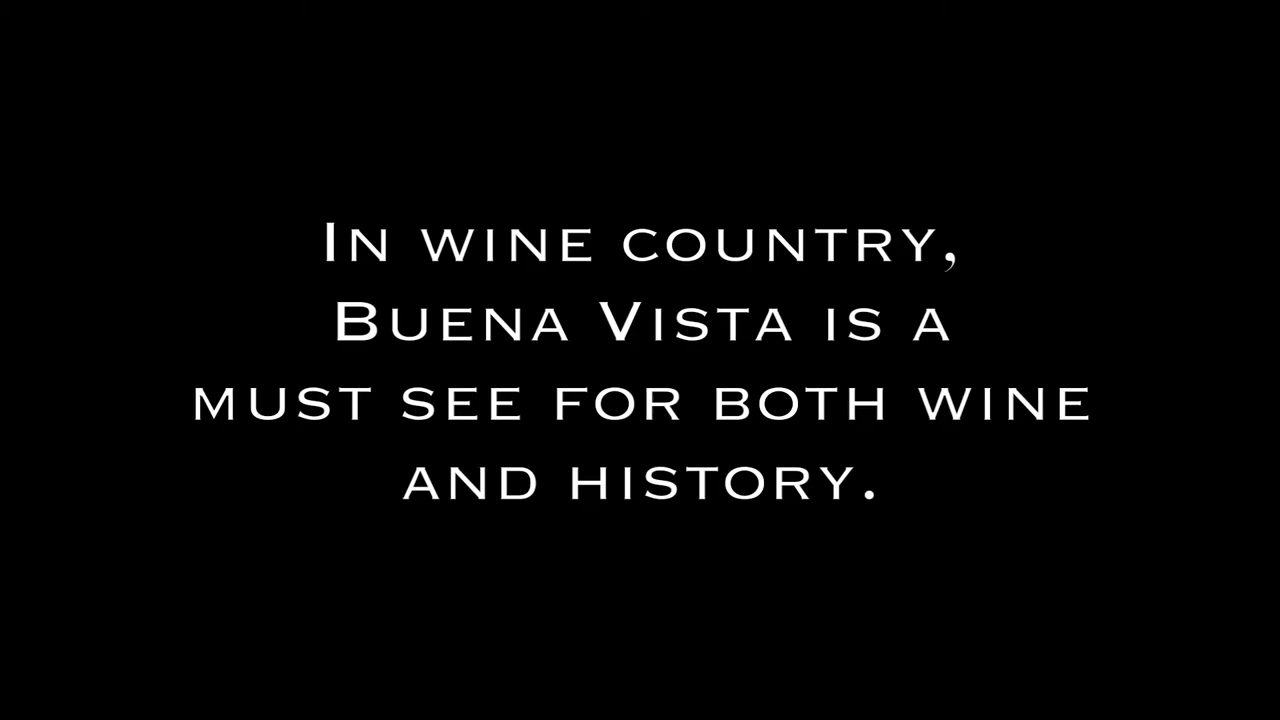 In wine country,
Buena Vista is a
must see for both wine
and history.